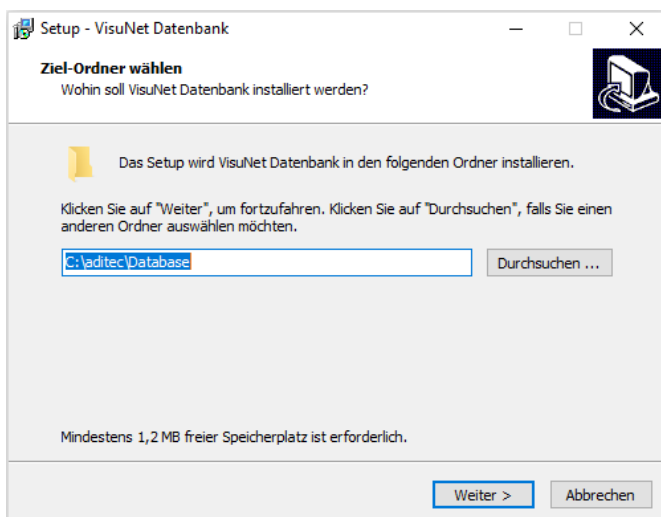 Setup - VisuNet Datenbank
Ziel-Ordner wählen
Wohin soll VisuNet Datenbank installiert werden?
Das Setup wird VisuNet Datenbank in den folgenden Ordner installieren.
Klicken Sie auf "Weiter", um fortzufahren. Klicken Sie auf "Durchsuchen", falls Sie einen
anderen Ordner auswählen möchten.
C:\aditec\Database
Durchsuchen ...
Mindestens 1,2 MB freier Speicherplatz ist erforderlich.
Weiter >
Abbrechen